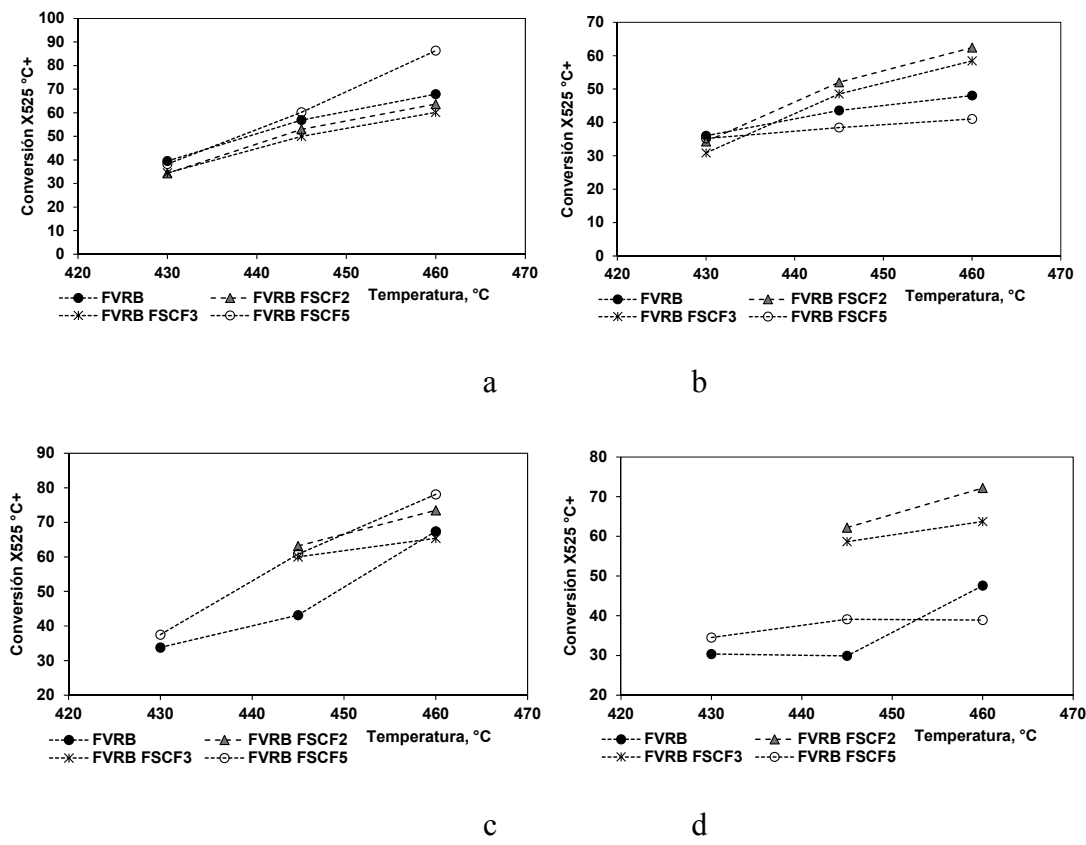 100
90
80
70
60
50
40
30
20
10
0
Conversión X525 °C+
420 430 440 450 460 470
Temperatura, °C
FVRB FVRB FSCF2
FVRB FSCF3 FVRB FSCF5
a
70
60
50
40
30
20
10
0
Conversión X525 °C+
420 430 440 450 460 470
Temperatura, °C
FVRB FVRB FSCF2
FVRB FSCF3 FVRB FSCF5
b
90
80
70
60
50
40
30
20
Conversión X525 °C+
420 430 440 450 460 470
Temperatura, °C
FVRB FVRB FSCF2
FVRB FSCF3 FVRB FSCF5
c
80
70
60
50
40
30
20
Conversión X525 °C+
420 430 440 450 460 470
Temperatura, °C
FVRB FVRB FSCF2
FVRB FSCF3 FVRB FSCF5
d